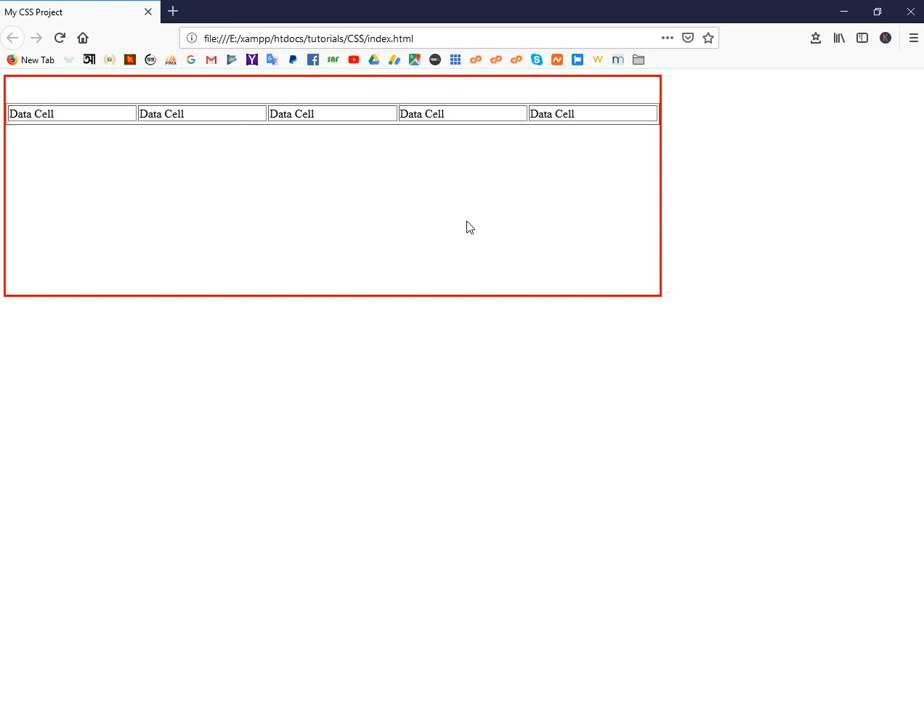 My CSS Project
file:///E:/xampp/htdocs/tutorials/CSS/index.html
New Tab
Data Cell Data Cell Data Cell Data Cell Data Cell